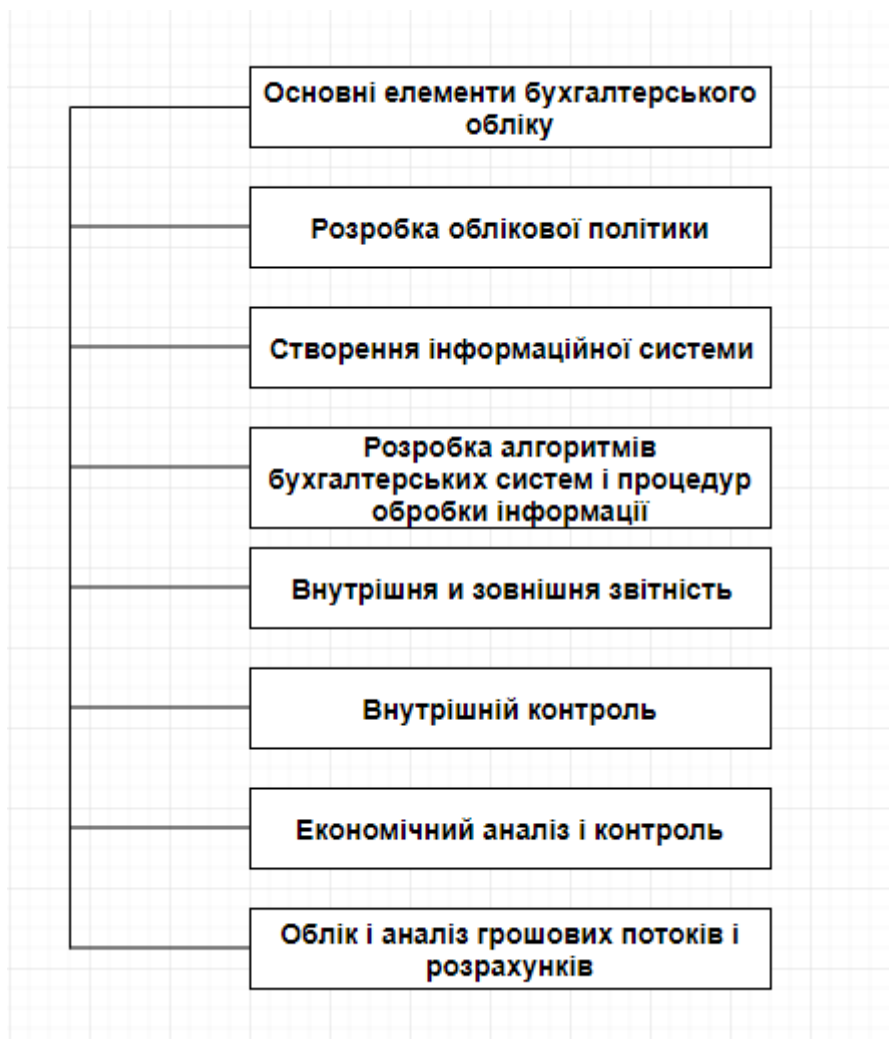 Основні елементи бухгалтерського
обліку
Розробка облікової політики
Створення інформаційної системи
Розробка алгоритмів
бухгалтерських систем і процедур
обробки інформації
Внутрішня и зовнішня звітність
Внутрішній контроль
Економічний аналіз і контроль
Облік і аналіз грошових потоків і
розрахунків